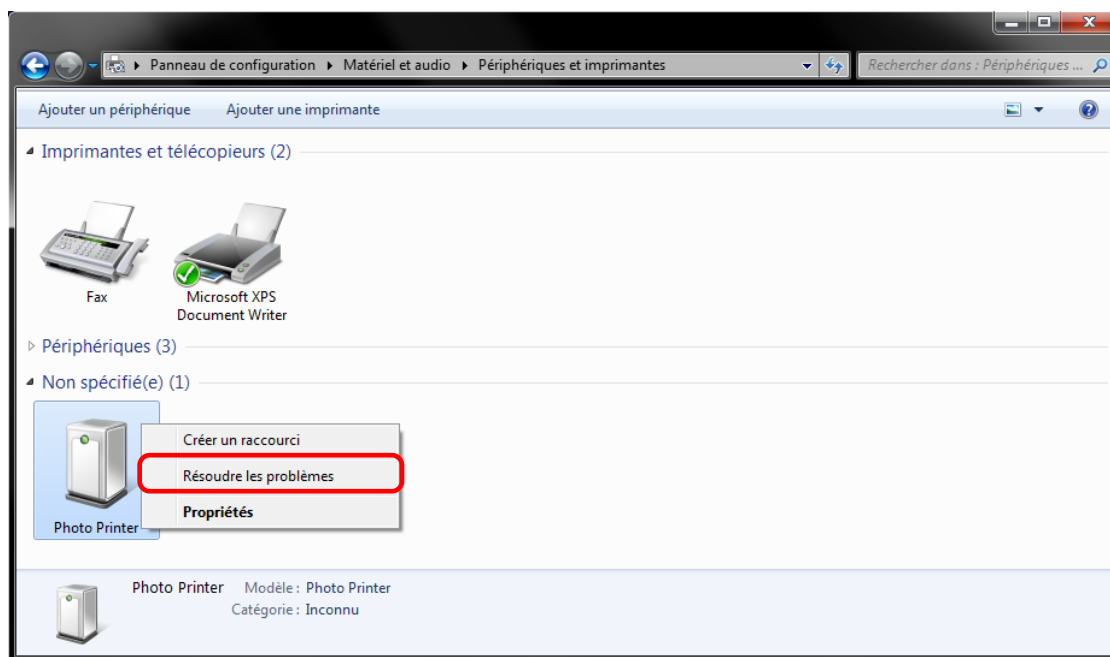 Panneau de configuration ▸ Matériel et audio ▸ Périphériques et imprimantes
Rechercher dans : Périphériques ...
Ajouter un périphérique Ajouter une imprimante
Imprimantes et télécopieurs (2)
Fax
Microsoft XPS
Document Writer
Périphériques (3)
Non spécifié(e) (1)
Photo Printer
Créer un raccourci
Résoudre les problèmes
Propriétés
Photo Printer Modèle : Photo Printer
Catégorie : Inconnu